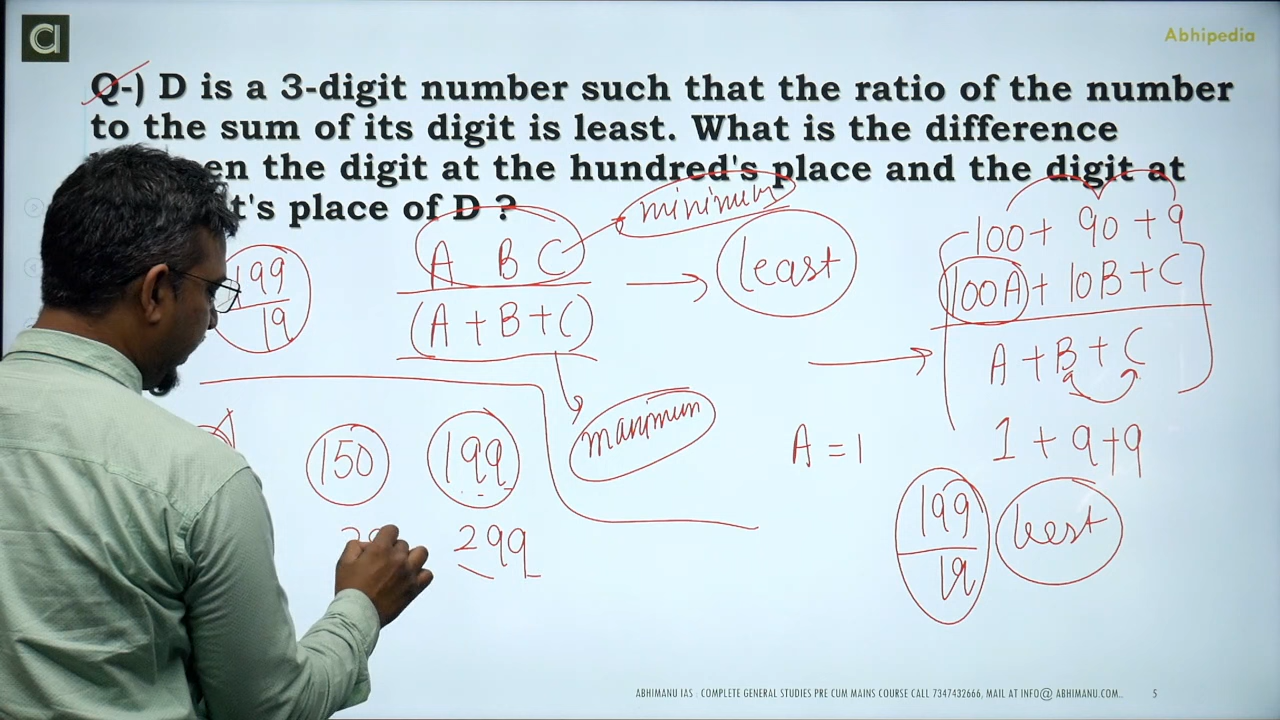 Abhipedia
Q-) D is a 3-digit number such that the ratio of the number
to the sum of its digit is least. What is the difference
en the digit at the hundred's place and the digit at
t's place of D ?
199
19
A B C
(A + B + C)
minimum
least
maximum
100 + 90 + 9
100A + 10B + C
A + B + C
1 + 9 + 9
A = 1
199
19
least
150
199
299
ABHIMANU IAS : COMPLETE GENERAL STUDIES PRE CUM MAINS COURSE CALL 7347432666, MAIL AT INFO@ ABHIMANU.COM..
5